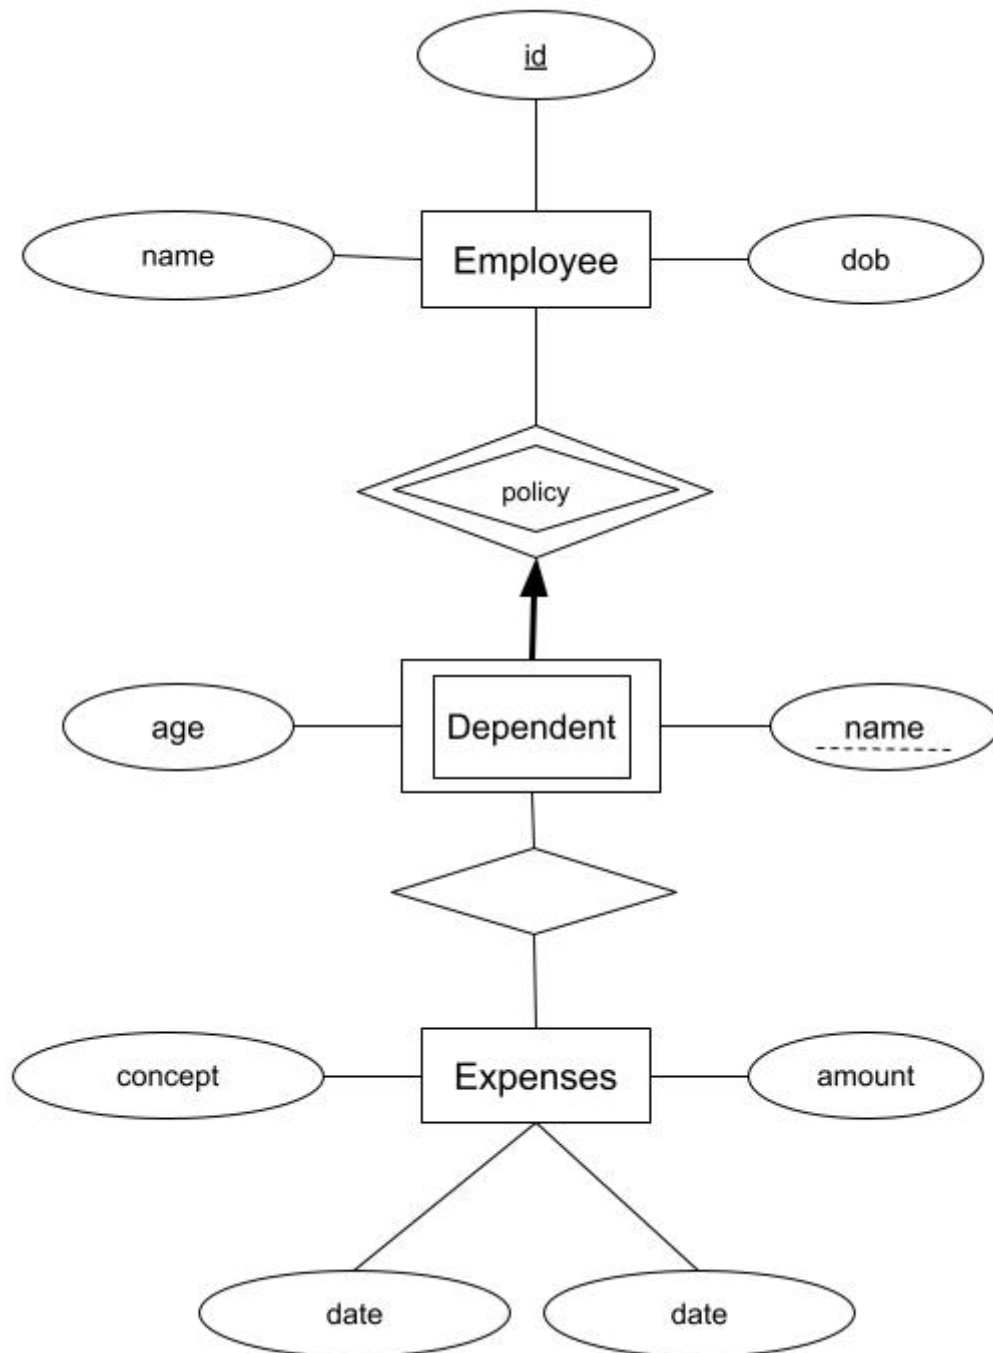 id
name
Employee
dob
policy
age
Dependent
name
concept
Expenses
amount
date
date